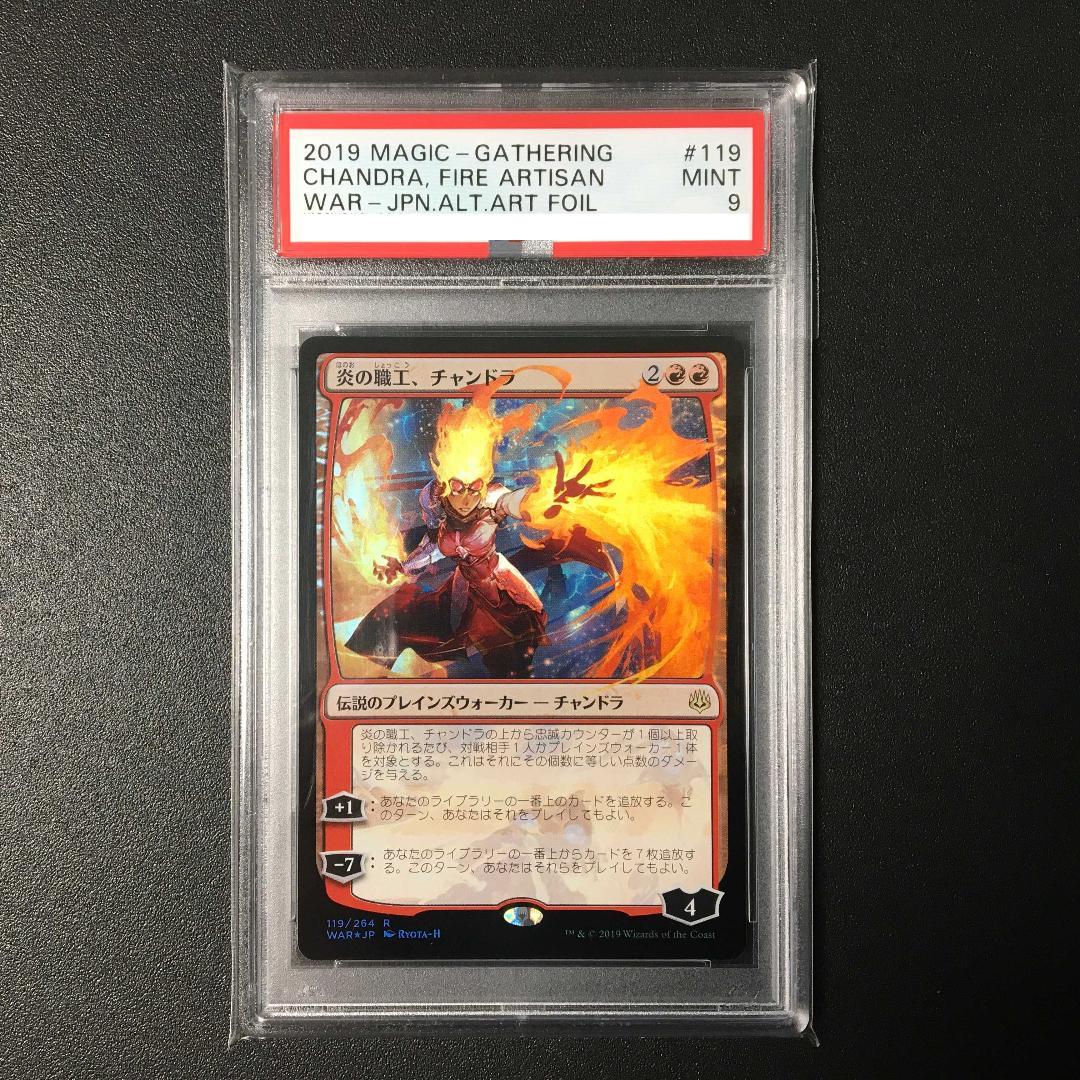 2019 MAGIC - GATHERING #119
CHANDRA, FIRE ARTISAN MINT
WAR - JPN.ALT.ART FOIL 9
ほのお しょっこう
炎の職工、チャンドラ 2
伝説のプレインズウォーカー — チャンドラ
炎の職工、チャンドラの上から忠誠カウンターが1個以上取
り除かれるたび、対戦相手1人かプレインズウォーカー1体
を対象とする。これはそれにその個数に等しい点数のダメー
ジを与える。
+1 : あなたのライブラリーの一番上のカードを追放する。こ
のターン、あなたはそれをプレイしてもよい。
-7 : あなたのライブラリーの一番上からカードを7枚追放す
る。このターン、あなたはそれらをプレイしてもよい。
4
119/264 R
WAR★JP RYOTA-H
™ & © 2019 Wizards of the Coast